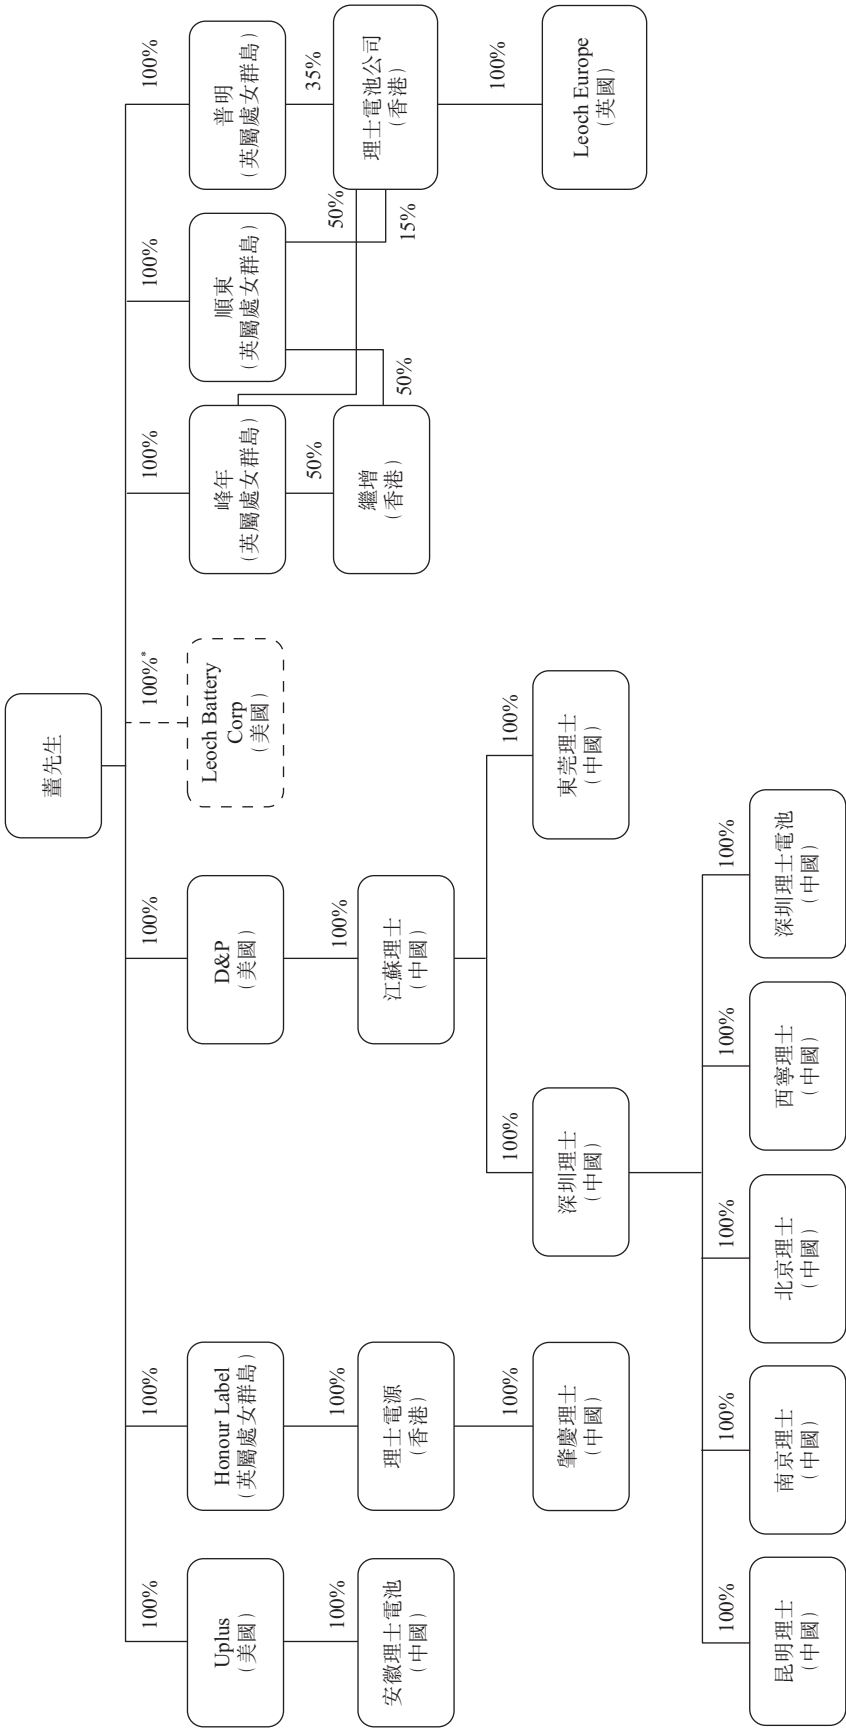 董先生
100%
100%
100%
100%*
100%
100%
100%
Uplus
(美國)
Honour Label
(英屬處女群島)
D&P
(美國)
Leoch Battery
Corp
(美國)
峰年
(英屬處女群島)
順東
(英屬處女群島)
普明
(英屬處女群島)
100%
100%
100%
50%
50%
50%
15%
35%
安徽理士電池
(中國)
理士電源
(香港)
江蘇理士
(中國)
繼增
(香港)
理士電池公司
(香港)
100%
100%
100%
100%
肇慶理士
(中國)
深圳理士
(中國)
東莞理士
(中國)
Leoch Europe
(英國)
100%
100%
100%
100%
100%
昆明理士
(中國)
南京理士
(中國)
北京理士
(中國)
西寧理士
(中國)
深圳理士電池
(中國)